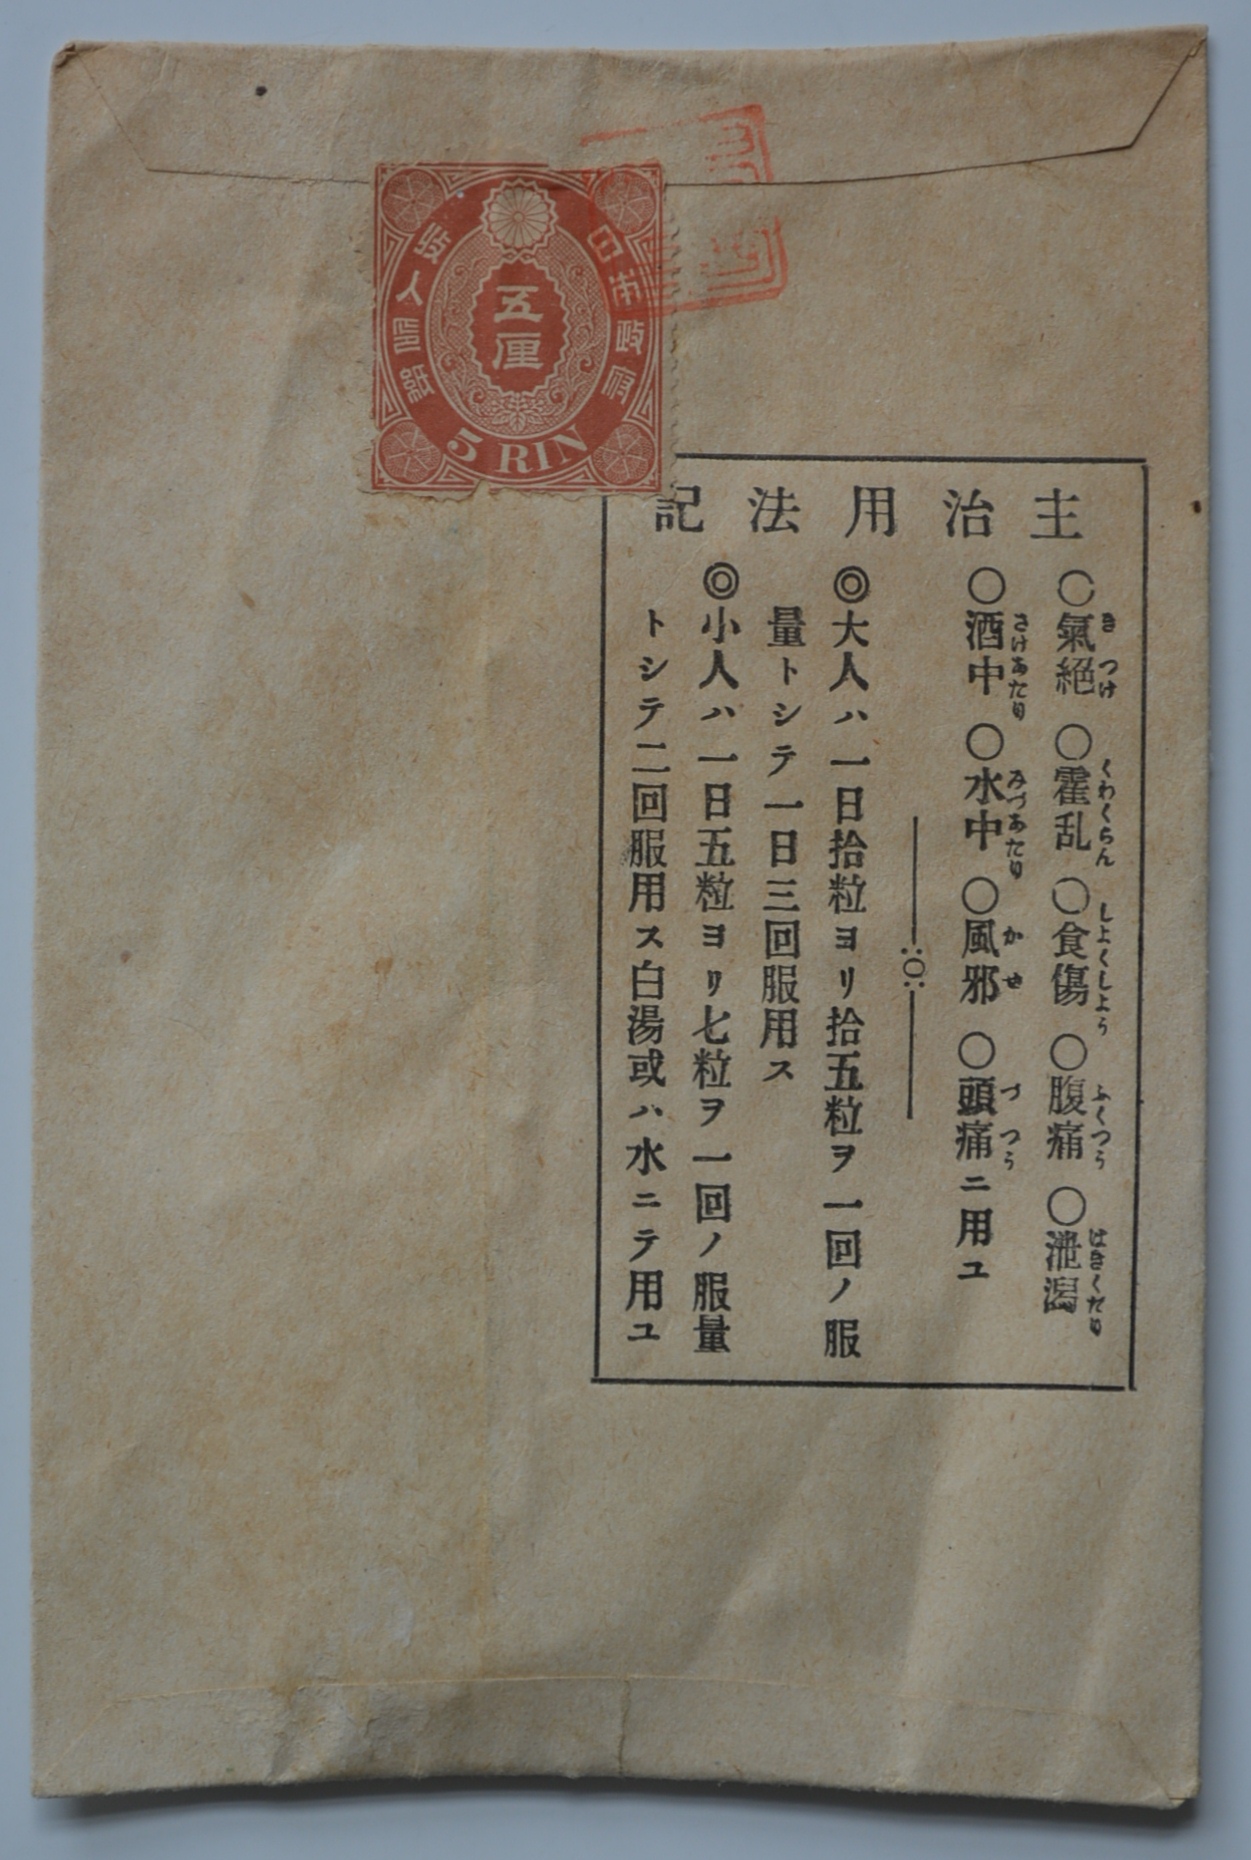 日本政府
収入印紙
五厘
5 RIN
主治用法記
○氣絕○霍乱○食傷○腹痛○泄瀉
きつけ くわくらん しよくしよう ふくつう はきくたり
○酒中○水中○風邪○頭痛ニ用ユ
さけあたり みづあたり かせ づつう
◎大人ハ一日拾粒ヨリ拾五粒ヲ一回ノ服
量トシテ一日三回服用ス
◎小人ハ一日五粒ヨリ七粒ヲ一回ノ服量
トシテ二回服用ス白湯或ハ水ニテ用ユ